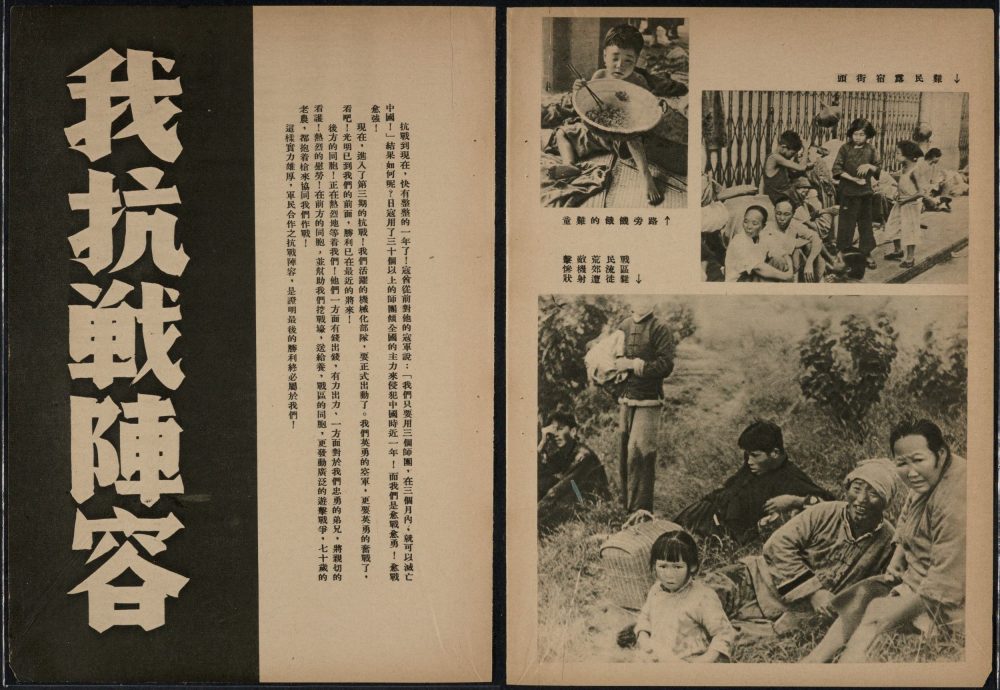 我抗戦陣容
抗戰到現在，快有整整的一年了！寇酋從前對他的寇軍說：「我們只要用三個師團，在三個月內，就可以滅亡
中國！」結果如何呢？日寇用了三十個以上的師團傾全國的主力來侵犯中國時近一年！而我們是愈戰愈勇！愈戰
愈強！
現在，進入了第三期的抗戰！我們活躍的機械化部隊，要正式出動了。我們英勇的空軍，更要英勇的奮戰了，
看吧！光明已到我們的前面，勝利已在最近的將來！
後方的同胞！正在熱烈地等着我們！他們一方面有錢出錢，有力出力，一方面對於我們忠勇的弟兄，將親切的
看護！熱烈的慰勞！在前方的同胞，並幫助我們挖戰壕，送給養，戰區的同胞，更發動廣泛的遊擊戰爭，七十歲的
老農，都抱着槍來協同我們作戰！
這樣實力雄厚，軍民合作之抗戰陣容，是證明最後的勝利終必屬於我們！
↓難民露宿街頭
↑路旁饑餓的難童
戰區難
民流徙
荒郊遭
敵機射
擊慘狀
↓